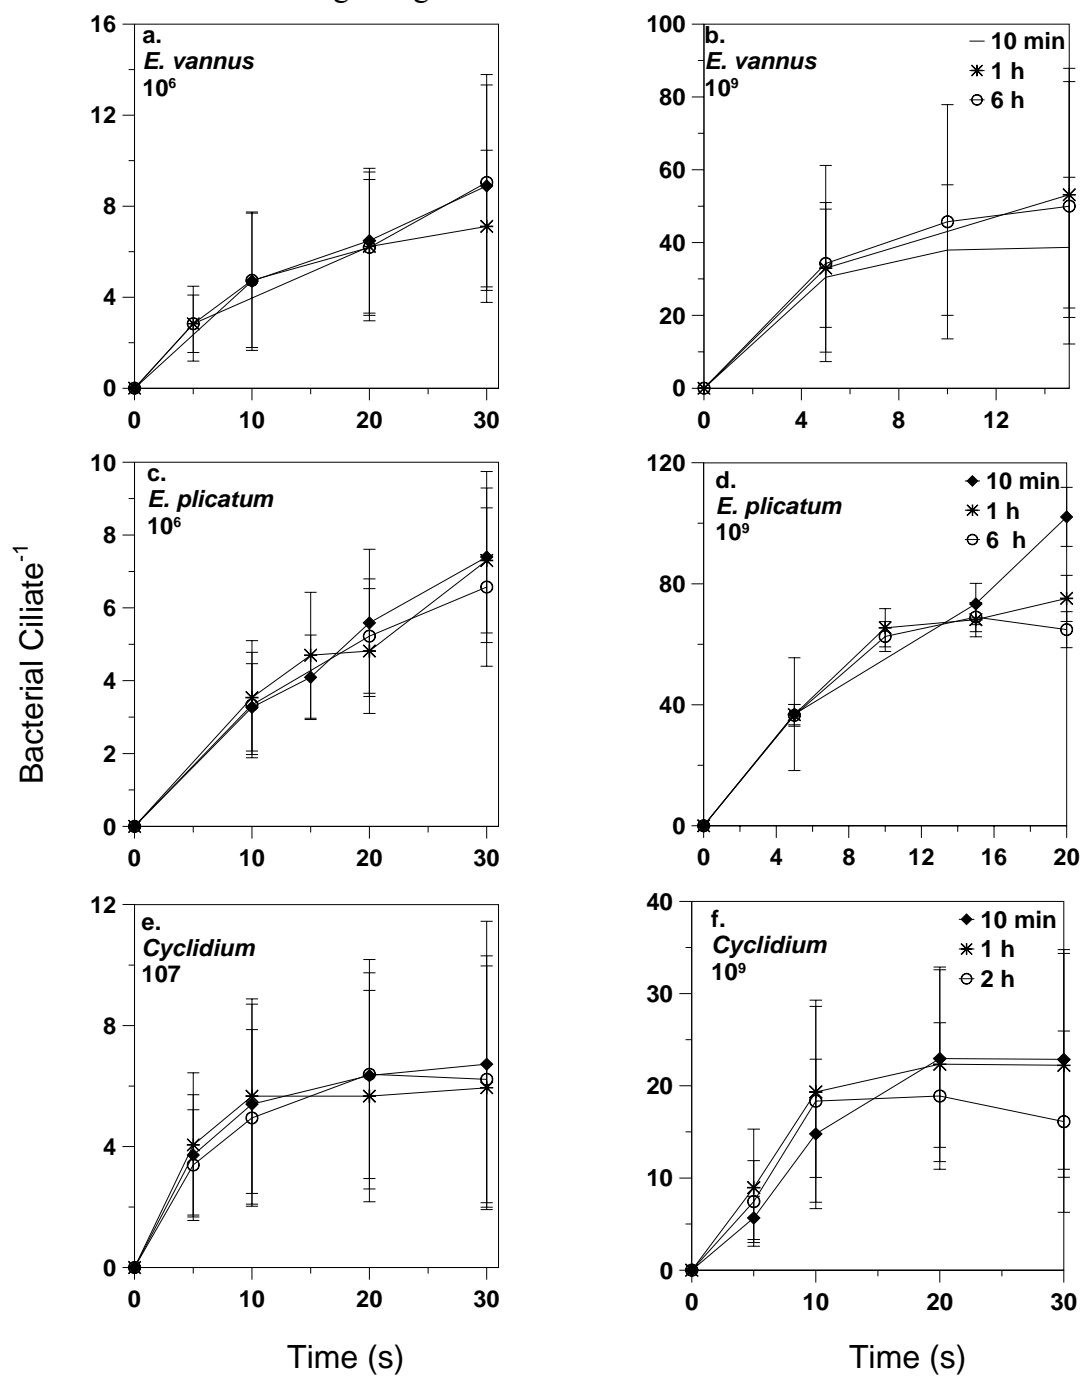 16
12
8
4
0
a.
E. vannus
10⁶
0 10 20 30
100
80
60
40
20
0
b.
E. vannus
10⁹
10 min
1 h
6 h
0 4 8 12
Bacterial Ciliate⁻¹
10
8
6
4
2
0
c.
E. plicatum
10⁶
0 10 20 30
120
80
40
0
d.
E. plicatum
10⁹
10 min
1 h
6 h
0 4 8 12 16 20
12
8
4
0
e.
Cyclidium
107
0 10 20 30
Time (s)
40
30
20
10
0
f.
Cyclidium
10⁹
10 min
1 h
2 h
0 10 20 30
Time (s)